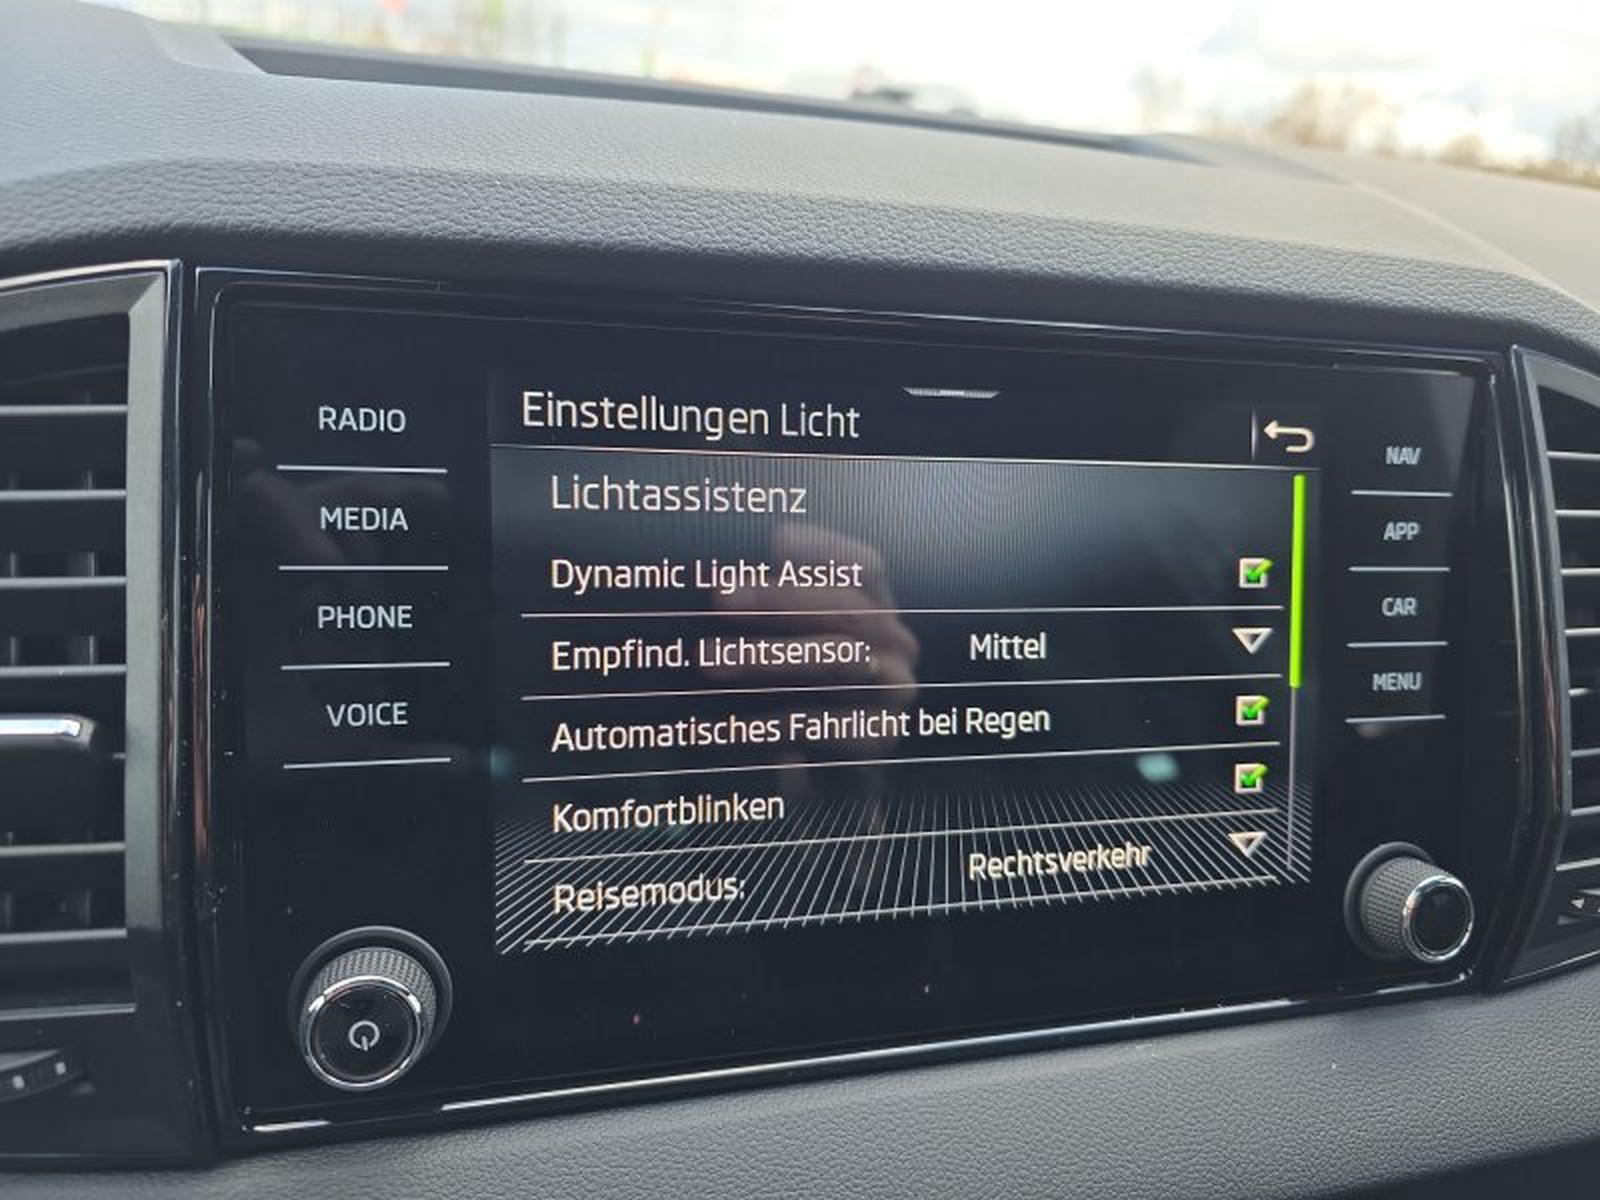 Einstellungen Licht
RADIO
MEDIA
PHONE
VOICE
Lichtassistenz
Dynamic Light Assist
Empfind. Lichtsensor: Mittel
Automatisches Fahrlicht bei Regen
Komfortblinken
Reisemodus: Rechtsverkehr
NAV
APP
CAR
MENU